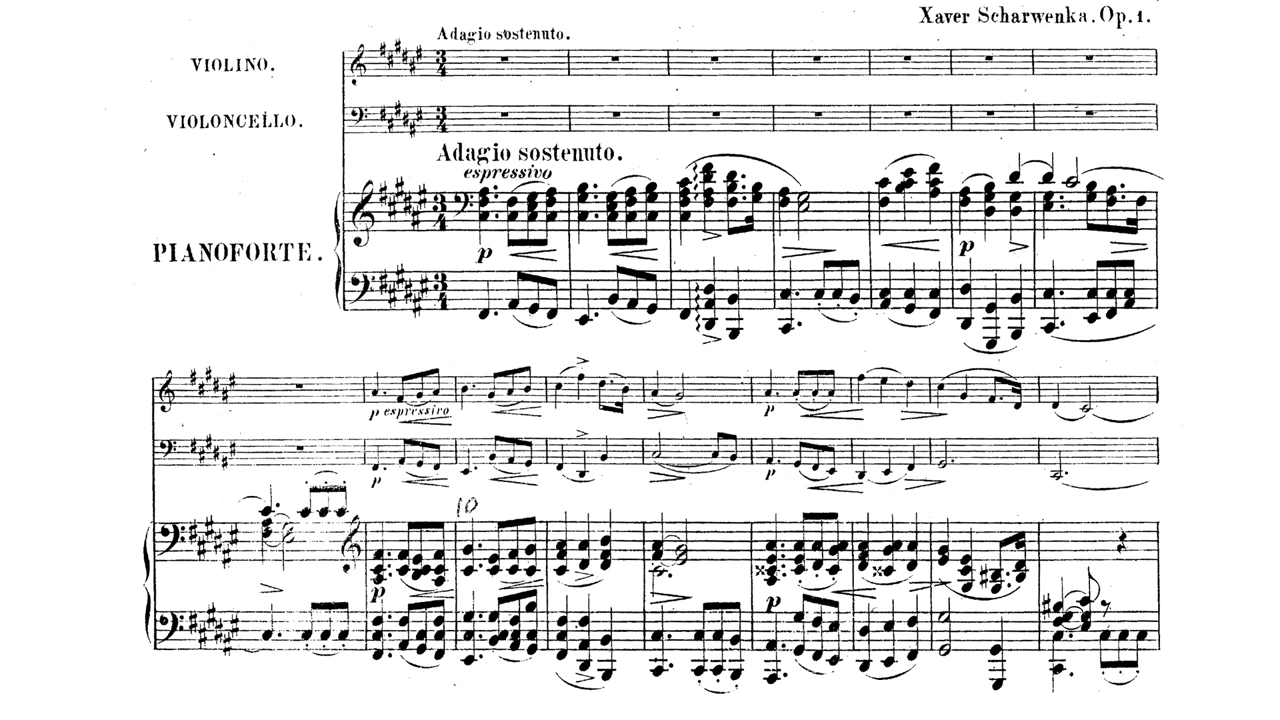 Xaver Scharwenka. Op. 1.
Adagio sostenuto.
VIOLINO.
VIOLONCELLO.
Adagio sostenuto.
espressivo
PIANOFORTE.
p
p
p espressivo
p
p
p
10
p
p